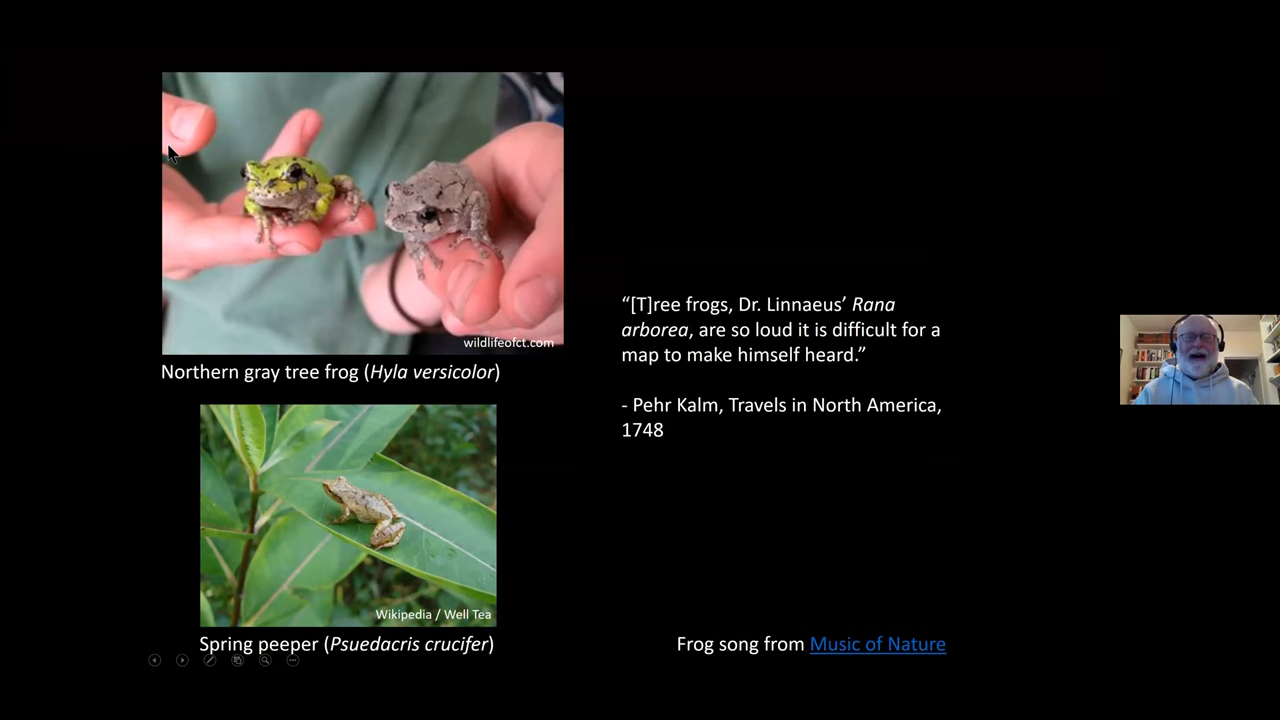 wildlifeofct.com
Northern gray tree frog (Hyla versicolor)
“[T]ree frogs, Dr. Linnaeus’ Rana
arborea, are so loud it is difficult for a
map to make himself heard.”
- Pehr Kalm, Travels in North America,
1748
Wikipedia / Well Tea
Spring peeper (Psuedacris crucifer)
Frog song from Music of Nature